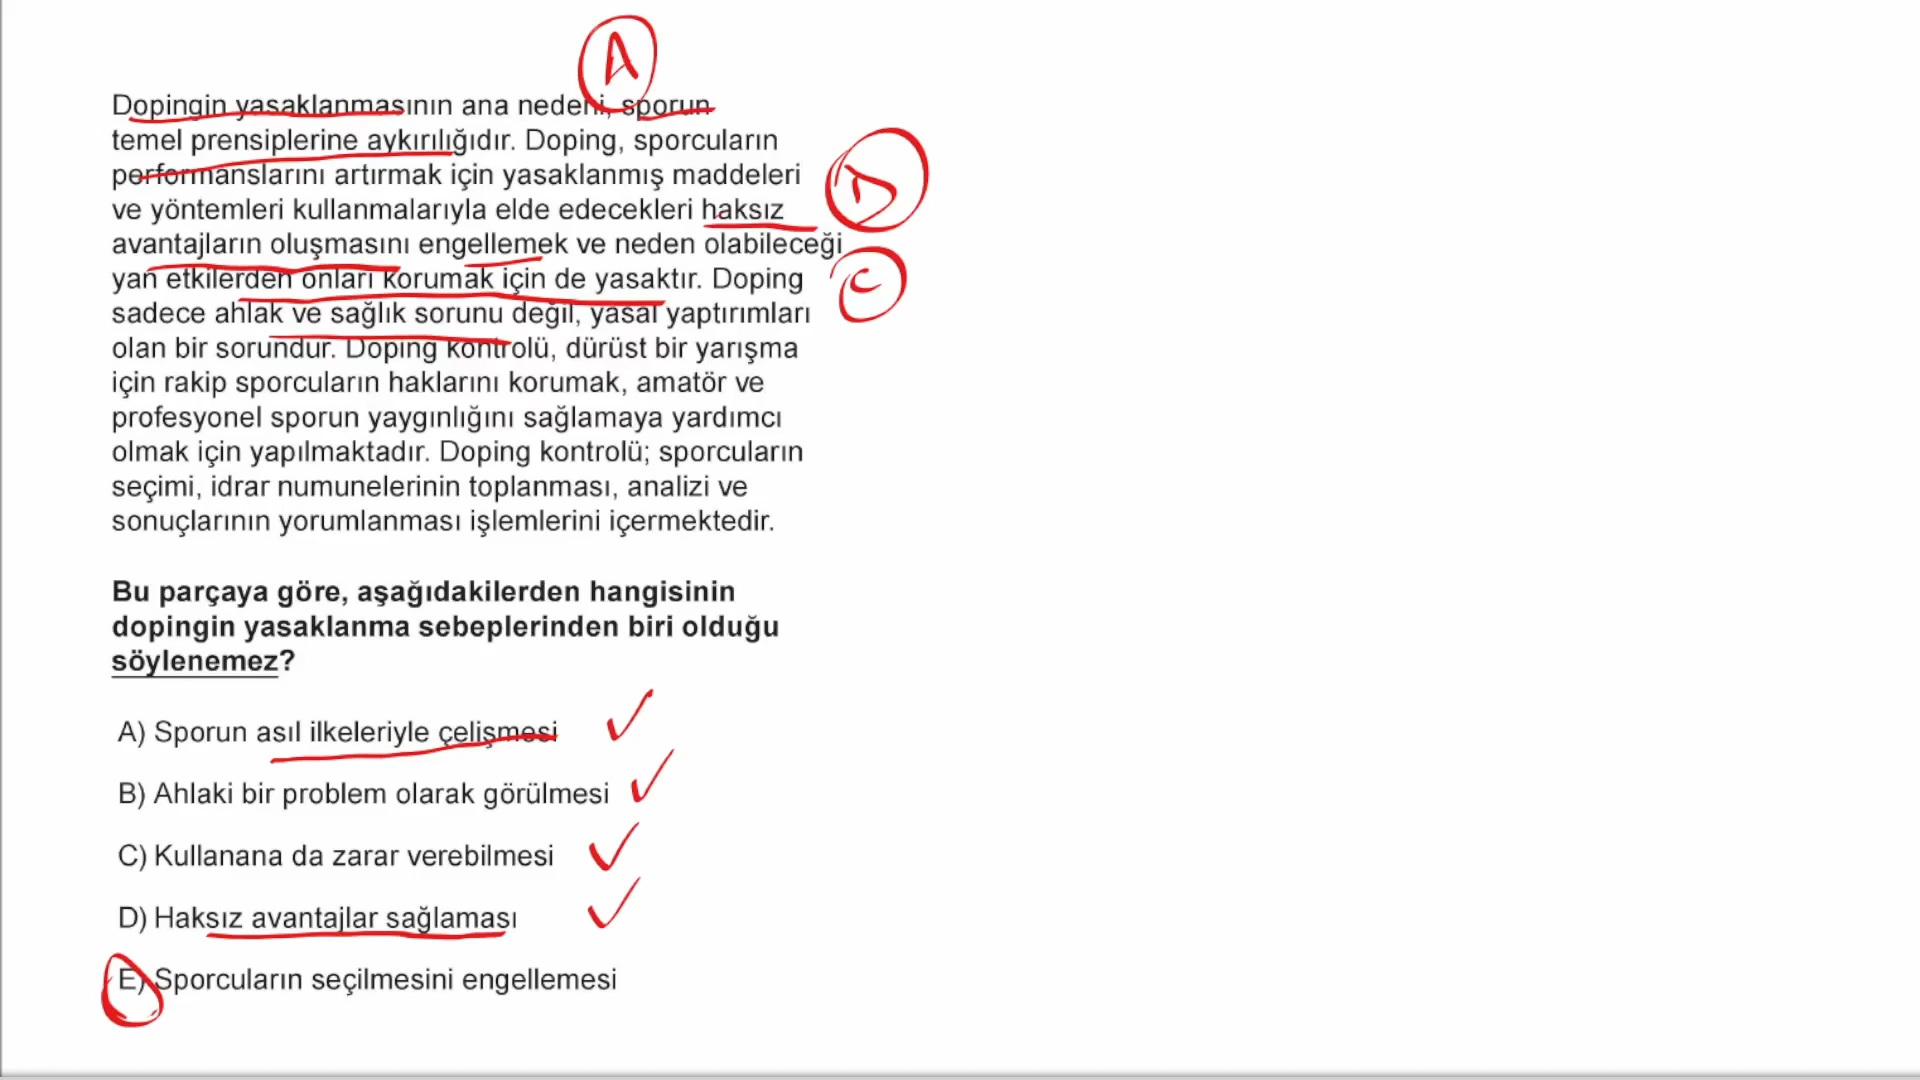 A
Dopingin yasaklanmasının ana nedeni, sporun
temel prensiplerine aykırılığıdır. Doping, sporcuların
performanslarını artırmak için yasaklanmış maddeleri
D
ve yöntemleri kullanmalarıyla elde edecekleri haksız
avantajların oluşmasını engellemek ve neden olabileceği
yan etkilerden onları korumak için de yasaktır. Doping
C
sadece ahlak ve sağlık sorunu değil, yasal yaptırımları
olan bir sorundur. Doping kontrolü, dürüst bir yarışma
için rakip sporcuların haklarını korumak, amatör ve
profesyonel sporun yaygınlığını sağlamaya yardımcı
olmak için yapılmaktadır. Doping kontrolü; sporcuların
seçimi, idrar numunelerinin toplanması, analizi ve
sonuçlarının yorumlanması işlemlerini içermektedir.
Bu parçaya göre, aşağıdakilerden hangisinin
dopingin yasaklanma sebeplerinden biri olduğu
söylenemez?
A) Sporun asıl ilkeleriyle çelişmesi
B) Ahlaki bir problem olarak görülmesi
C) Kullanana da zarar verebilmesi
D) Haksız avantajlar sağlaması
E) Sporcuların seçilmesini engellemesi